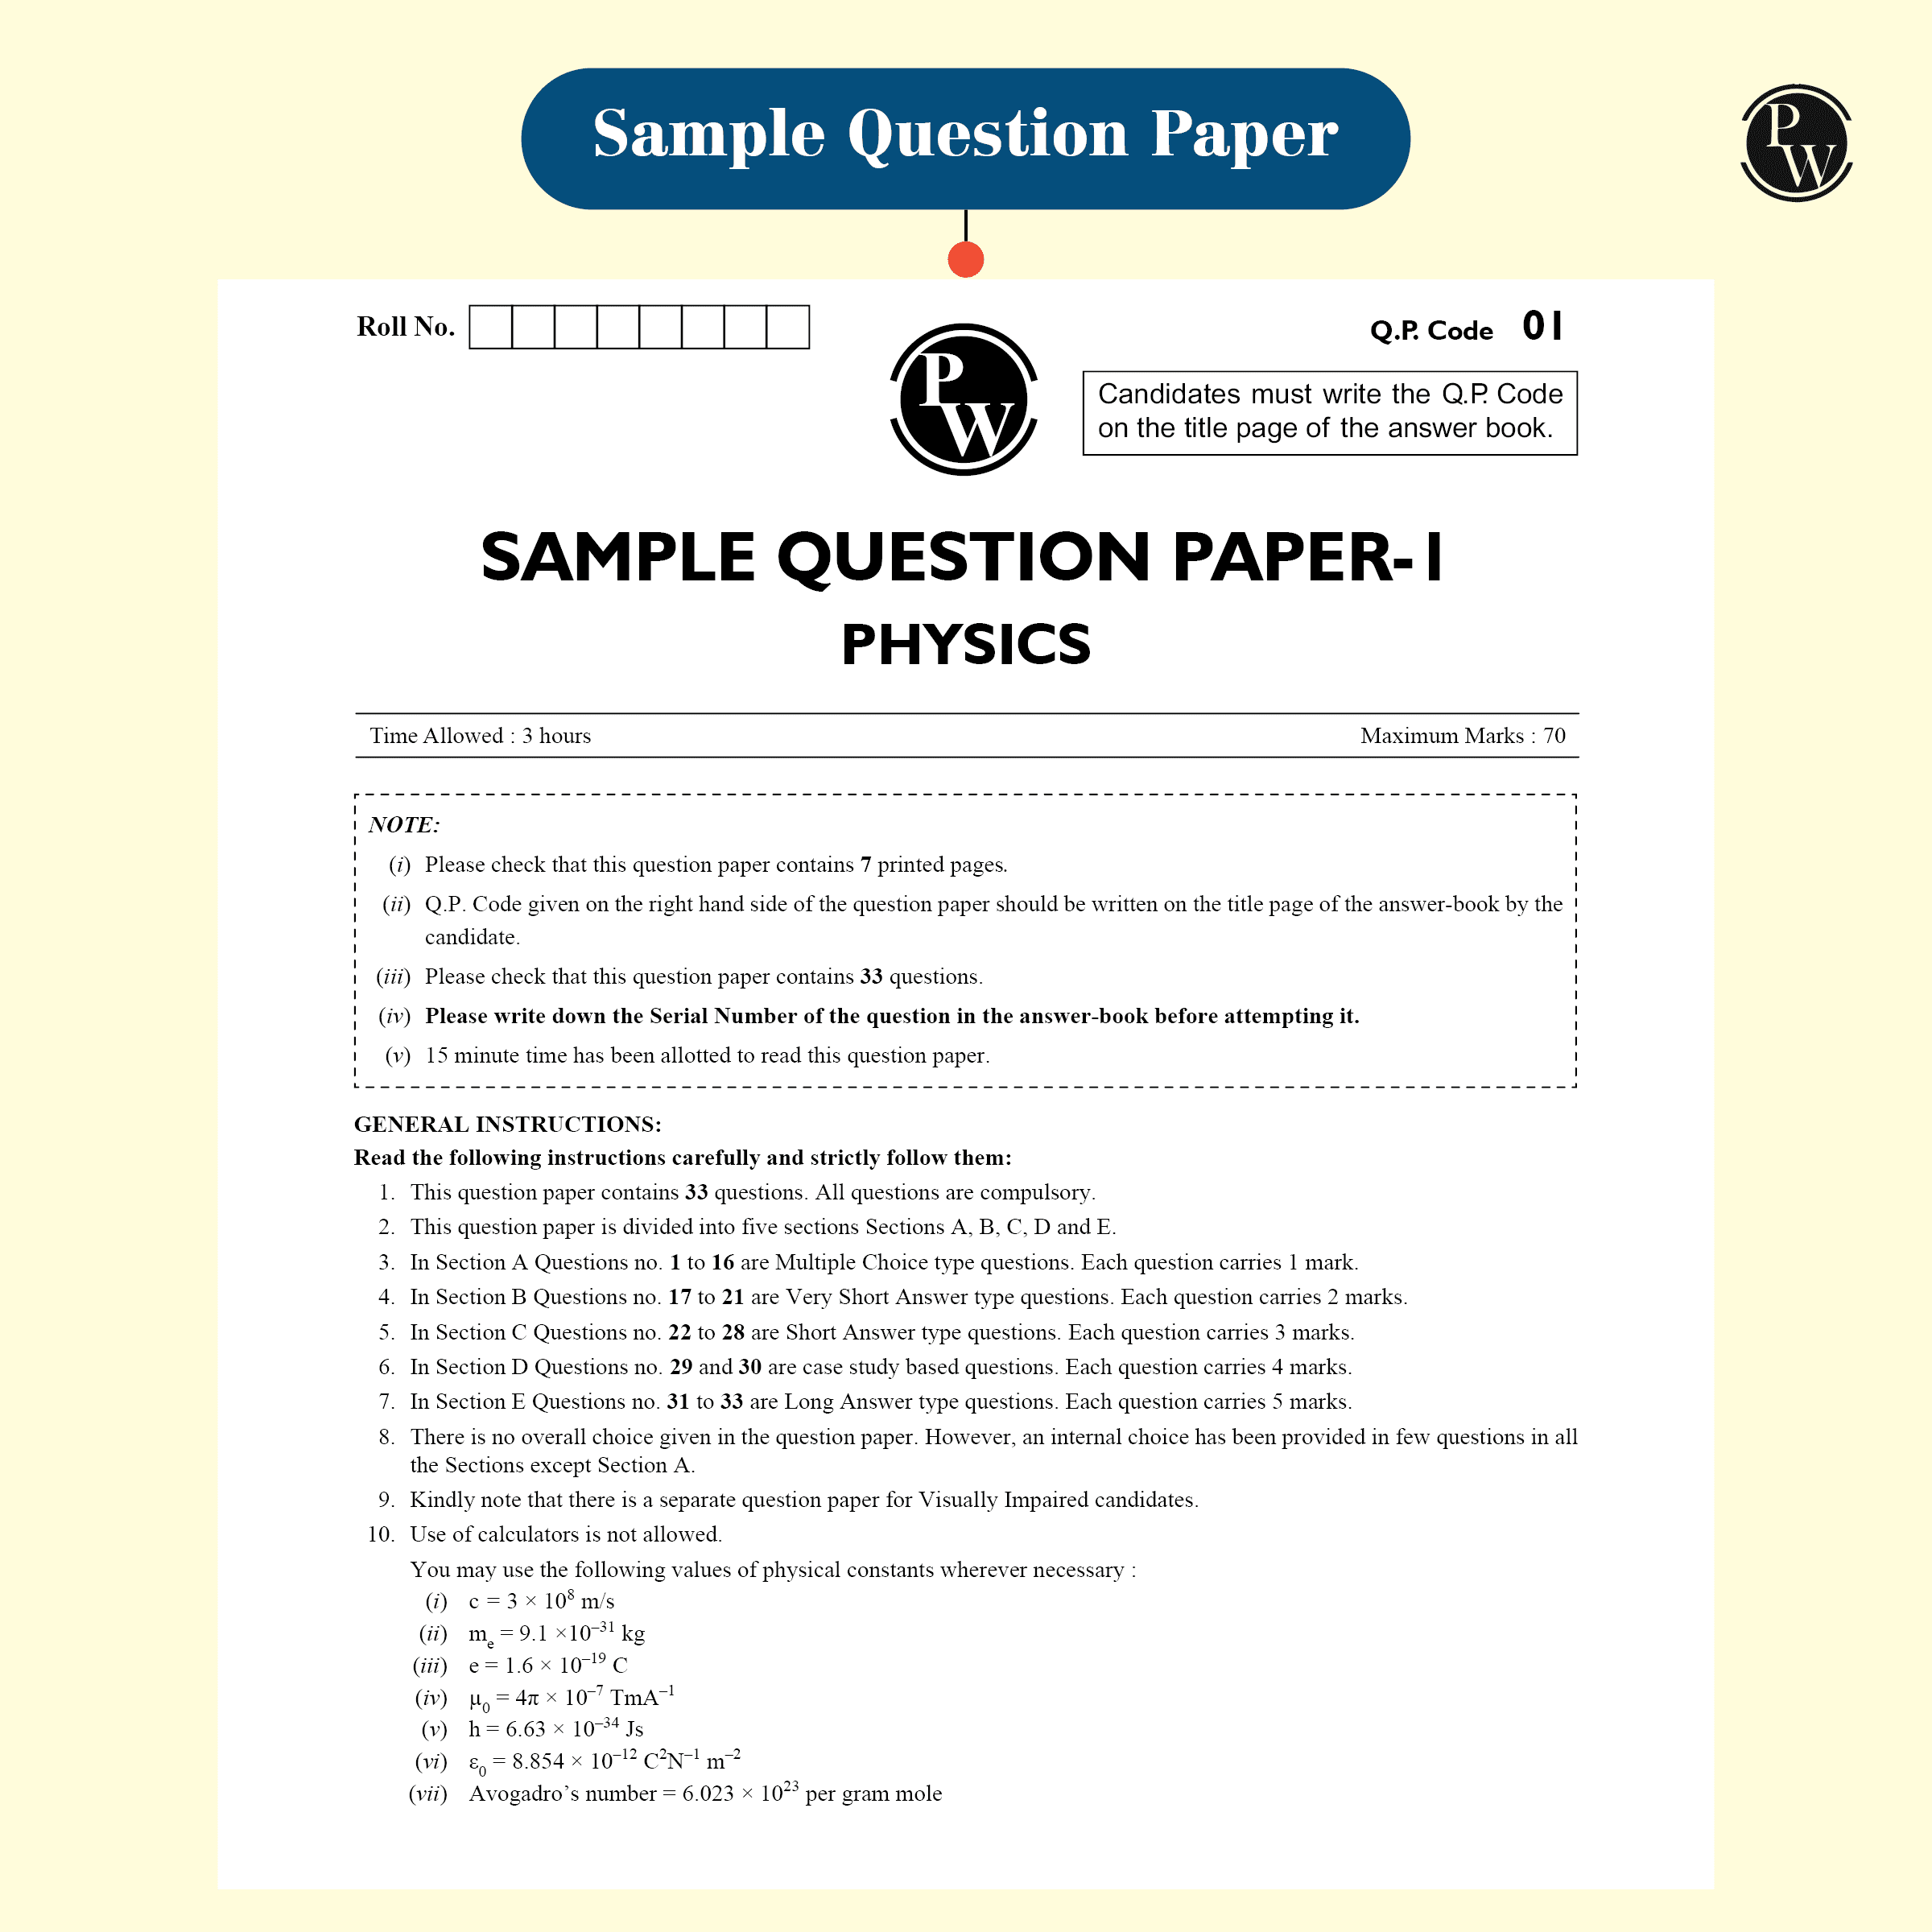 Sample Question Paper
PW
Roll No.
Q.P. Code 01
PW
Candidates must write the Q.P. Code
on the title page of the answer book.
SAMPLE QUESTION PAPER-1
PHYSICS
Time Allowed : 3 hours Maximum Marks : 70
NOTE:
(i) Please check that this question paper contains 7 printed pages.
(ii) Q.P. Code given on the right hand side of the question paper should be written on the title page of the answer-book by the
candidate.
(iii) Please check that this question paper contains 33 questions.
(iv) Please write down the Serial Number of the question in the answer-book before attempting it.
(v) 15 minute time has been allotted to read this question paper.
GENERAL INSTRUCTIONS:
Read the following instructions carefully and strictly follow them:
1. This question paper contains 33 questions. All questions are compulsory.
2. This question paper is divided into five sections Sections A, B, C, D and E.
3. In Section A Questions no. 1 to 16 are Multiple Choice type questions. Each question carries 1 mark.
4. In Section B Questions no. 17 to 21 are Very Short Answer type questions. Each question carries 2 marks.
5. In Section C Questions no. 22 to 28 are Short Answer type questions. Each question carries 3 marks.
6. In Section D Questions no. 29 and 30 are case study based questions. Each question carries 4 marks.
7. In Section E Questions no. 31 to 33 are Long Answer type questions. Each question carries 5 marks.
8. There is no overall choice given in the question paper. However, an internal choice has been provided in few questions in all
the Sections except Section A.
9. Kindly note that there is a separate question paper for Visually Impaired candidates.
10. Use of calculators is not allowed.
You may use the following values of physical constants wherever necessary :
(i) c = 3 × 10⁸ m/s
(ii) mₑ = 9.1 ×10⁻³¹ kg
(iii) e = 1.6 × 10⁻¹⁹ C
(iv) μ₀ = 4π × 10⁻⁷ TmA⁻¹
(v) h = 6.63 × 10⁻³⁴ Js
(vi) ε₀ = 8.854 × 10⁻¹² C²N⁻¹ m⁻²
(vii) Avogadro’s number = 6.023 × 10²³ per gram mole